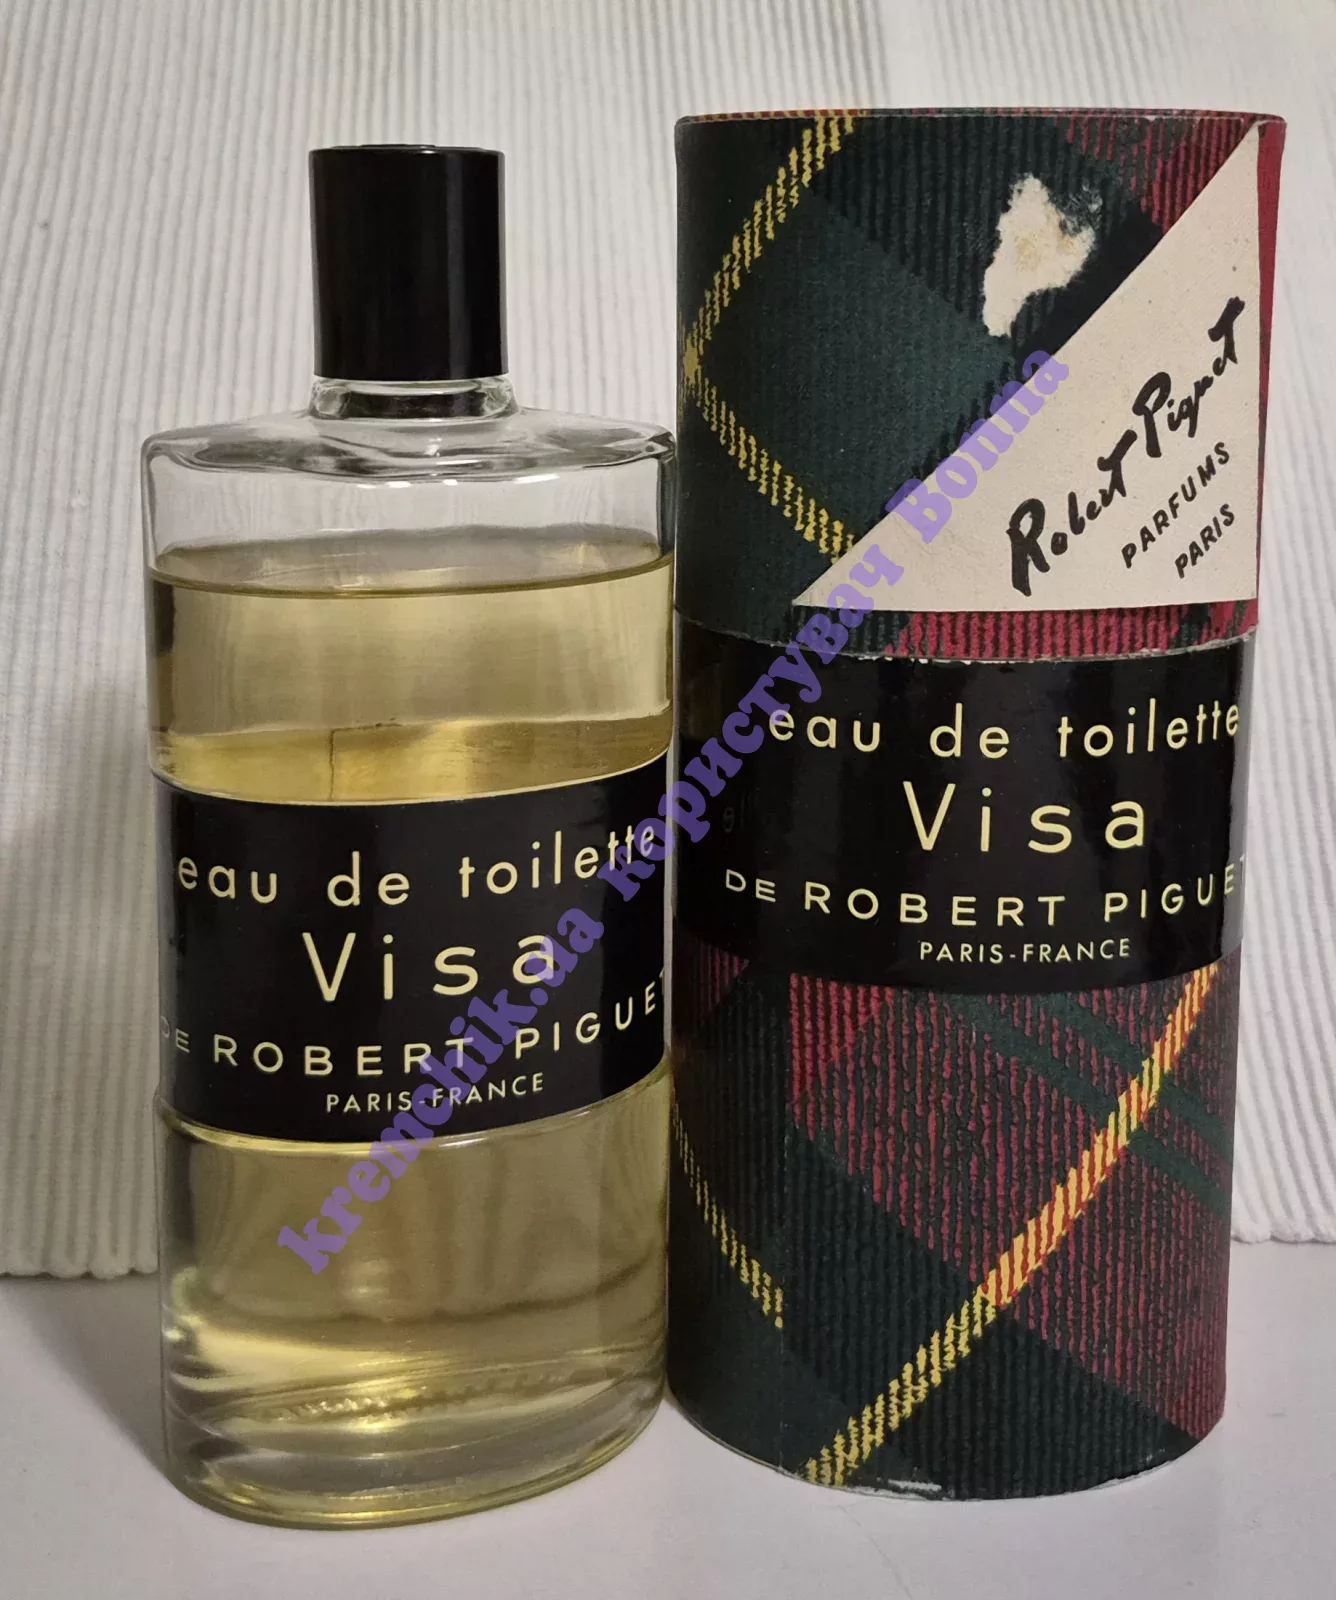 eau de toilette
Visa
DE ROBERT PIGUET
PARIS-FRANCE
Robert Piguet
PARFUMS
PARIS
eau de toilette
Visa
DE ROBERT PIGUET
PARIS-FRANCE
kremchik.ua користувач Bonna